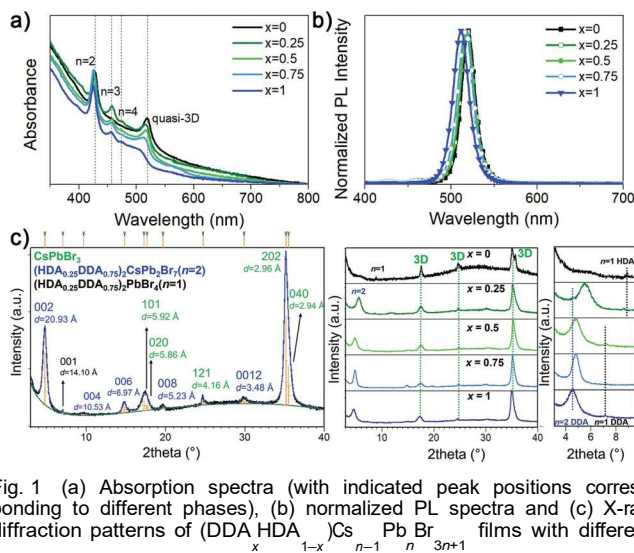 a)
x=0
x=0.25
x=0.5
x=0.75
x=1
n=2
n=3
n=4
quasi-3D
Absorbance
400 500 600 700 800
Wavelength (nm)
b)
x=0
x=0.25
x=0.5
x=0.75
x=1
Normalized PL Intensity
400 500 600 700
Wavelength (nm)
c)
CsPbBr3
(HDA0.25DDA0.75)2CsPb2Br7(n=2)
(HDA0.25DDA0.75)2PbBr4(n=1)
202
d=2.96 Å
002
d=20.93 Å
101
d=5.92 Å
040
d=2.94 Å
001
d=14.10 Å
020
d=5.86 Å
004
d=10.53 Å
006
d=6.97 Å
008
d=5.23 Å
121
d=4.16 Å
0012
d=3.48 Å
Intensity (a.u.)
10 20 30 40
2theta (°)
n=1
3D
3D
x = 0
3D
n=2
x = 0.25
x = 0.5
x = 0.75
x = 1
Intensity (a.u.)
10 20 30 40
2theta (°)
n=1 HDA
n=2 DDA
n=1 DDA
Intensity (a.u.)
4 6 8
2theta (°)
Fig. 1 (a) Absorption spectra (with indicated peak positions corres-
ponding to different phases), (b) normalized PL spectra and (c) X-ra
diffraction patterns of (DDAxHDA1−x)Csn−1PbnBr3n+1 films with differe